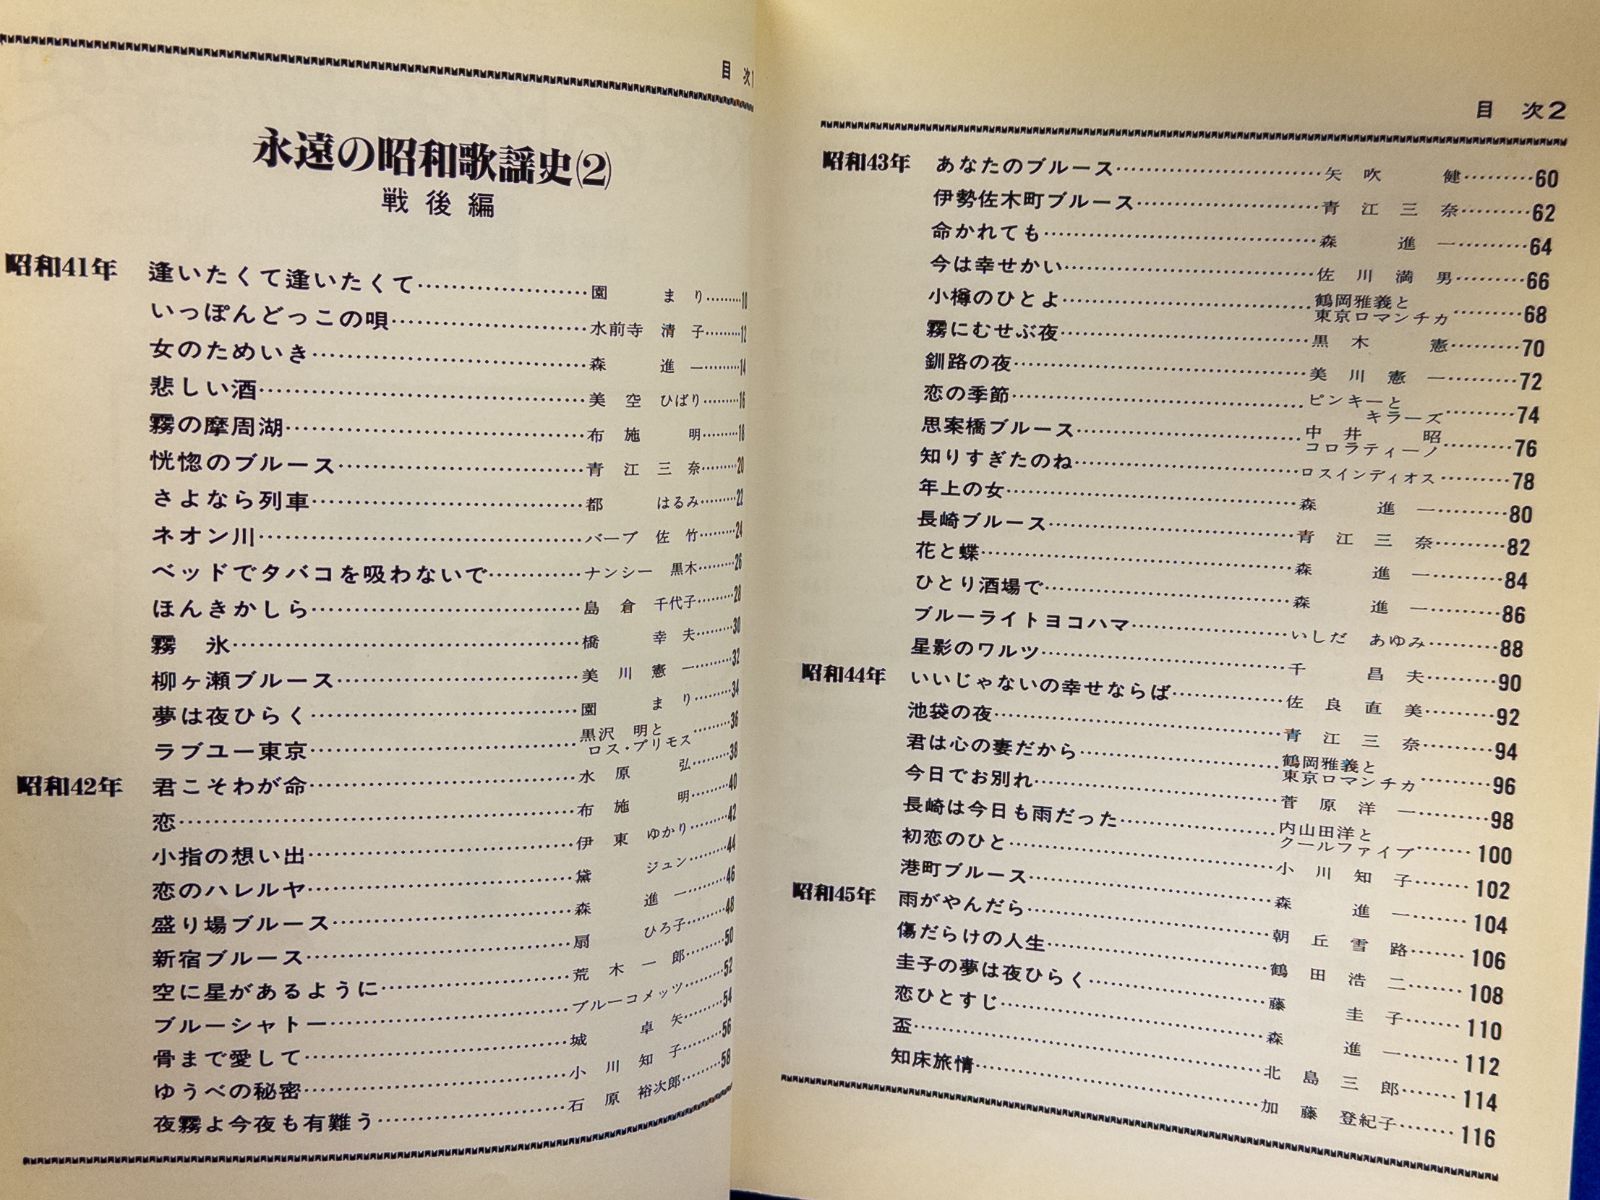 目 次1
永遠の昭和歌謡史(2)
戦後編
昭和41年 逢いたくて逢いたくて 園 まり 10
いっぽんどっこの唄 水前寺 清子 12
女のためいき 森 進一 14
悲しい酒 美空 ひばり 16
霧の摩周湖 布施 明 18
恍惚のブルース 青江三奈 20
さよなら列車 都 はるみ 22
ネオン川 バーブ 佐竹 24
ベッドでタバコを吸わないで ナンシー 黒木 26
ほんきかしら 島倉 千代子 28
霧 氷 橋 幸夫 30
柳ヶ瀬ブルース 美川憲一 32
夢は夜ひらく 園 まり 34
ラブユー東京 黒沢 明と ロス・プリモス 36
昭和42年 君こそわが命 水原 弘 38
恋 布施 明 40
小指の想い出 伊東 ゆかり 42
恋のハレルヤ 黛 ジュン 44
盛り場ブルース 森 進一 46
新宿ブルース 扇 ひろ子 48
空に星があるように 荒木一郎 50
ブルーシャトー ブルーコメッツ 52
骨まで愛して 城 卓矢 54
ゆうべの秘密 小川知子 56
夜霧よ今夜も有難う 石原 裕次郎 58
目 次2
昭和43年 あなたのブルース 矢吹 健 60
伊勢佐木町ブルース 青江三奈 62
命かれても 森 進一 64
今は幸せかい 佐川満男 66
小樽のひとよ 鶴岡雅義と 東京ロマンチカ 68
霧にむせぶ夜 黒木 憲 70
釧路の夜 美川憲一 72
恋の季節 ピンキーと キラーズ 74
思案橋ブルース 中井 昭 コロラティーノ 76
知りすぎたのね ロスインディオス 78
年上の女 森 進一 80
長崎ブルース 青江三奈 82
花と蝶 森 進一 84
ひとり酒場で 森 進一 86
ブルーライトヨコハマ いしだ あゆみ 88
星影のワルツ 千 昌夫 90
昭和44年 いいじゃないの幸せならば 佐良直美 92
池袋の夜 青江三奈 94
君は心の妻だから 鶴岡雅義と 東京ロマンチカ 96
今日でお別れ 菅原洋一 98
長崎は今日も雨だった 内山田洋と クールファイブ 100
初恋のひと 小川知子 102
港町ブルース 森 進一 104
昭和45年 雨がやんだら 朝丘雪路 106
傷だらけの人生 鶴田浩二 108
圭子の夢は夜ひらく 藤 圭子 110
恋ひとすじ 森 進一 112
盃 北島三郎 114
知床旅情 加藤 登紀子 116